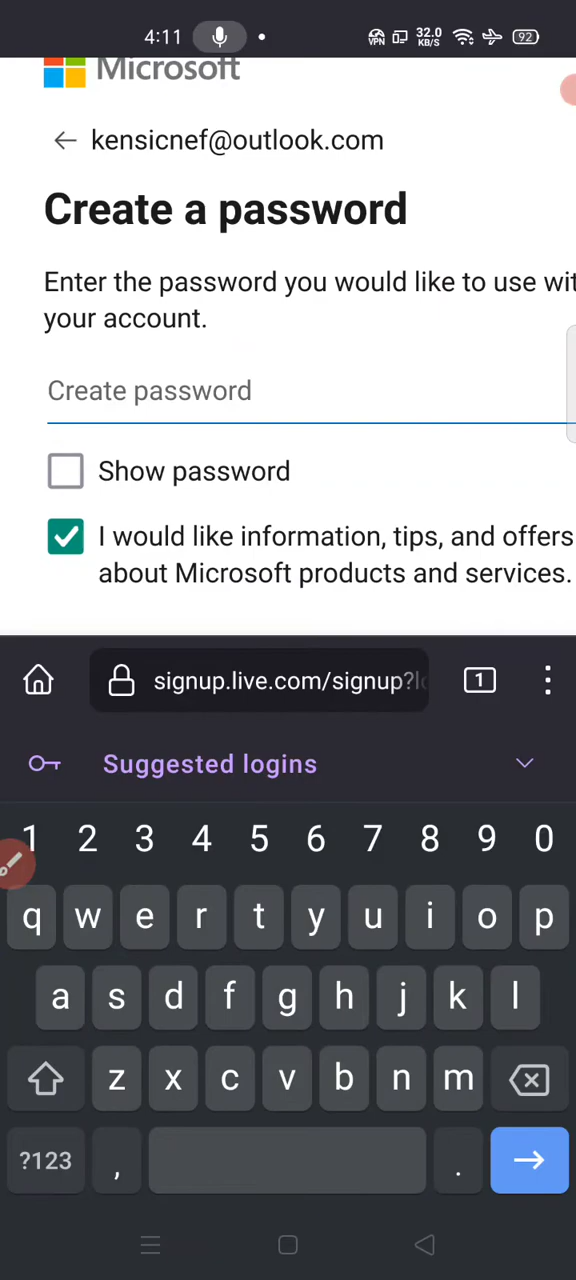 4:11 VPN 32.0 KB/S 92
Microsoft
kensicnef@outlook.com
Create a password
Enter the password you would like to use wit
your account.
Create password
Show password
I would like information, tips, and offers
about Microsoft products and services.
signup.live.com/signup?l 1
Suggested logins
1 2 3 4 5 6 7 8 9 0
q w e r t y u i o p
a s d f g h j k l
z x c v b n m
?123 , .